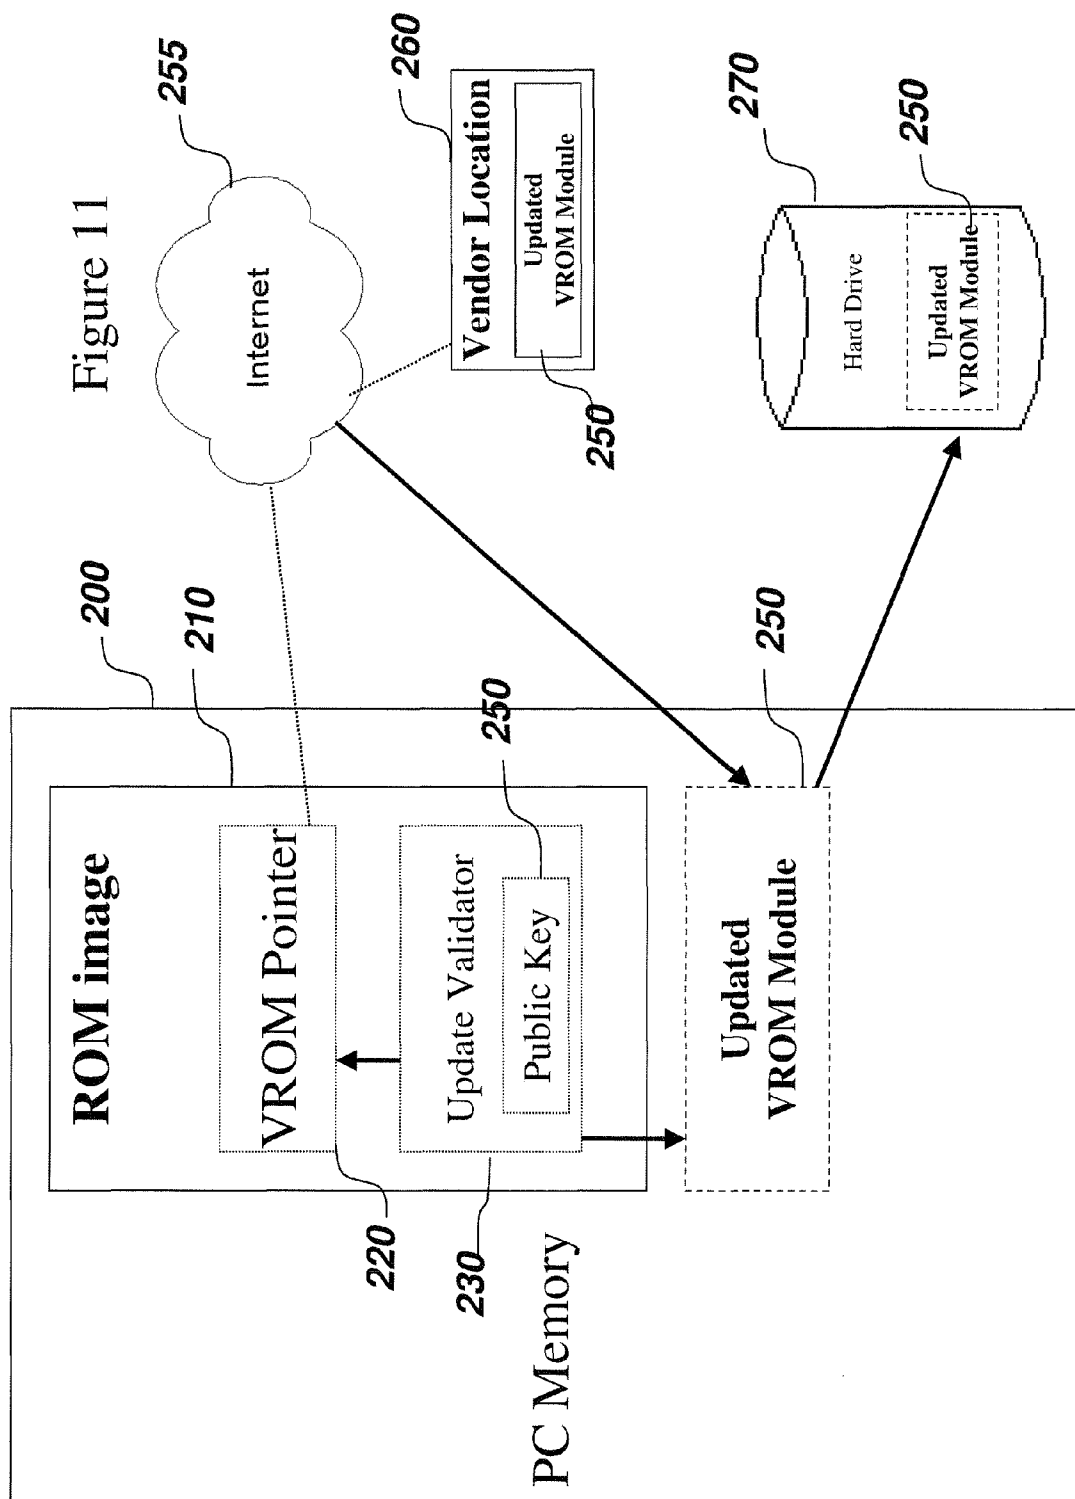 Figure 11
200
210
ROM image
VROM Pointer
220
Update Validator
Public Key
250
230
PC Memory
Updated
VROM Module
250
Internet
255
260
Vendor Location
Updated
VROM Module
250
270
Hard Drive
Updated
VROM Module
250